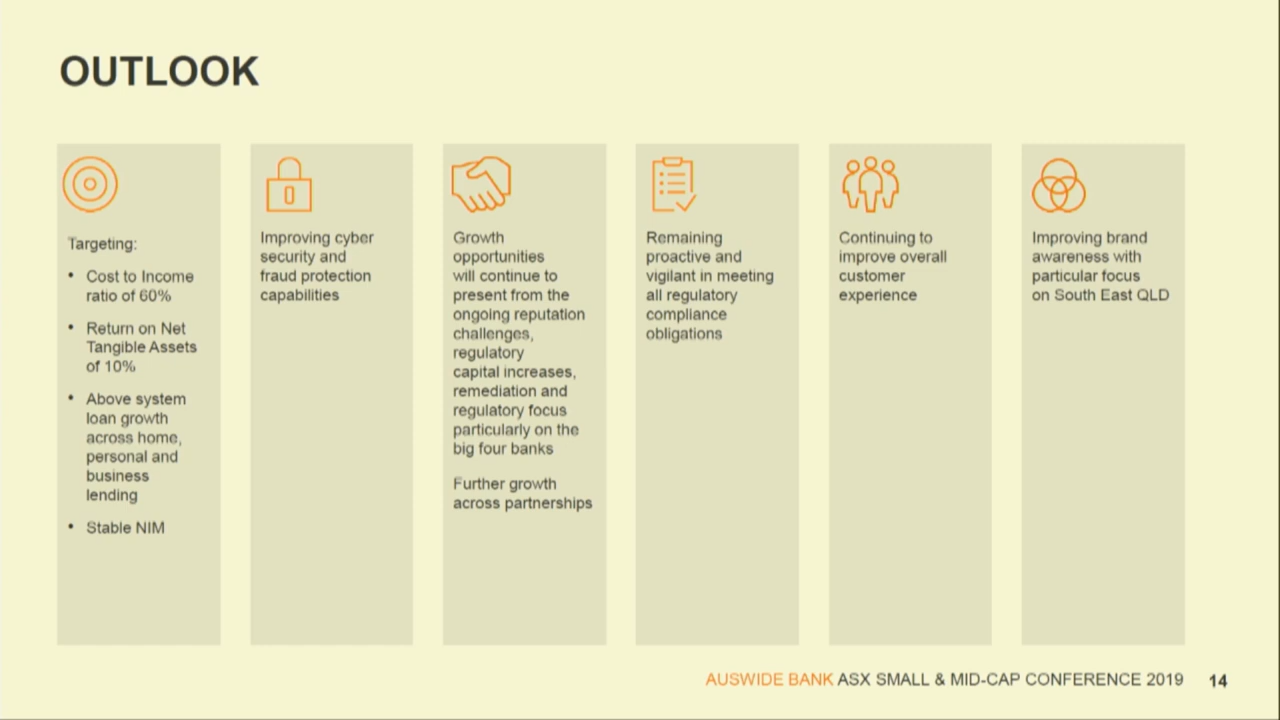 OUTLOOK
Targeting:
• Cost to Income
ratio of 60%
• Return on Net
Tangible Assets
of 10%
• Above system
loan growth
across home,
personal and
business
lending
• Stable NIM
Improving cyber
security and
fraud protection
capabilities
Growth
opportunities
will continue to
present from the
ongoing reputation
challenges,
regulatory
capital increases,
remediation and
regulatory focus
particularly on the
big four banks
Further growth
across partnerships
Remaining
proactive and
vigilant in meeting
all regulatory
compliance
obligations
Continuing to
improve overall
customer
experience
Improving brand
awareness with
particular focus
on South East QLD
AUSWIDE BANK ASX SMALL & MID-CAP CONFERENCE 2019 14